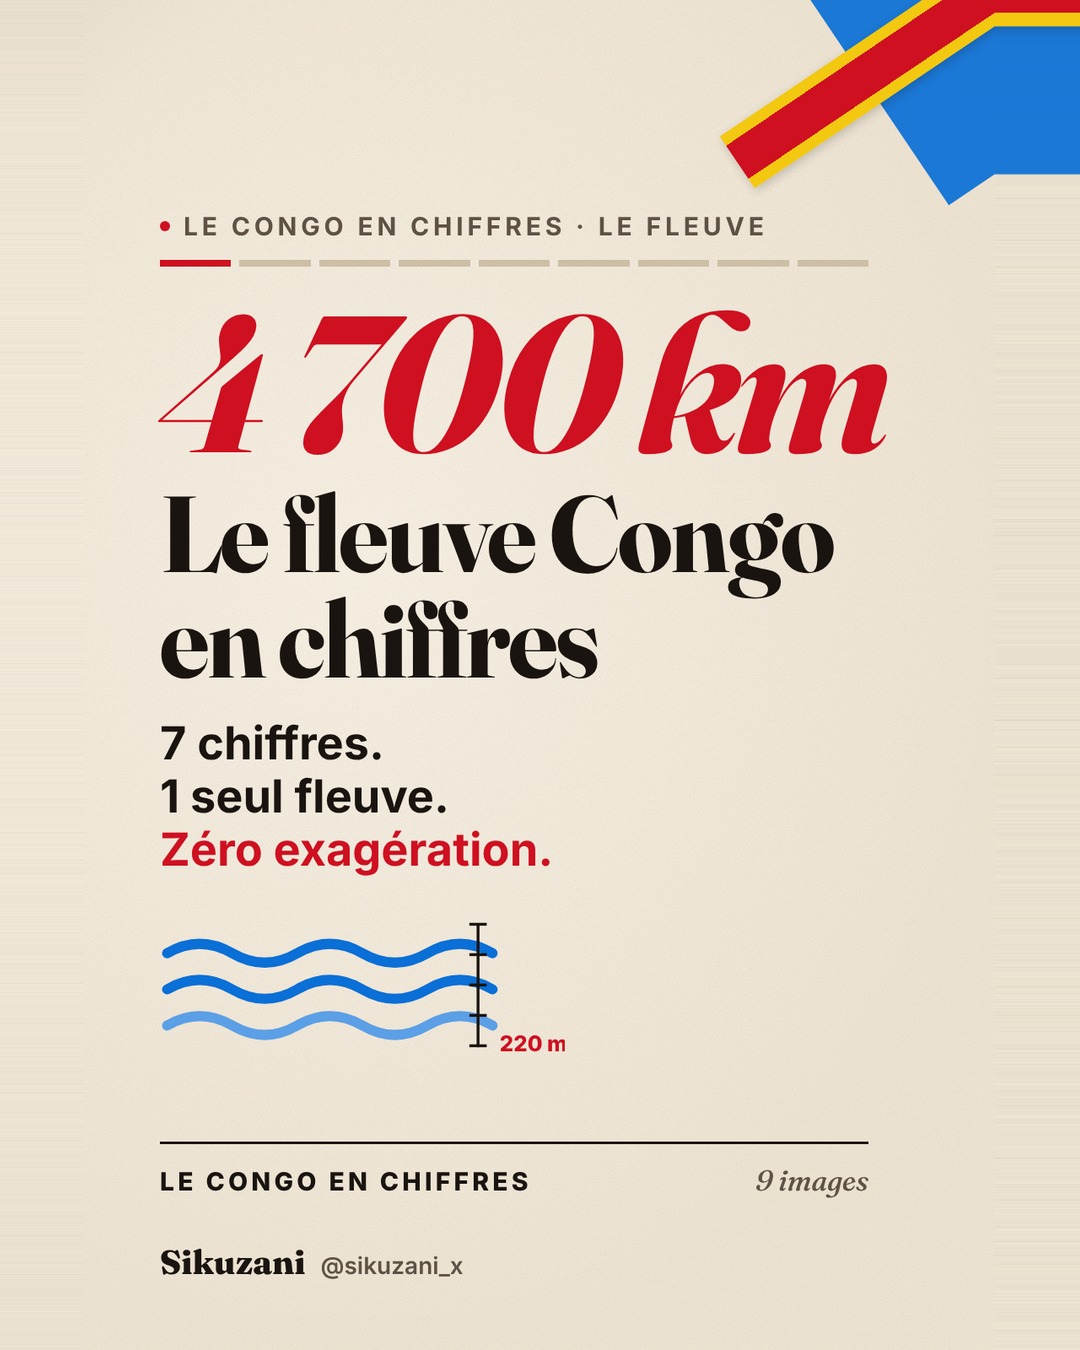 LE CONGO EN CHIFFRES · LE FLEUVE
4 700 km
Le fleuve Congo
en chiffres
7 chiffres.
1 seul fleuve.
Zéro exagération.
220 m
LE CONGO EN CHIFFRES
9 images
Sikuzani @sikuzani_x